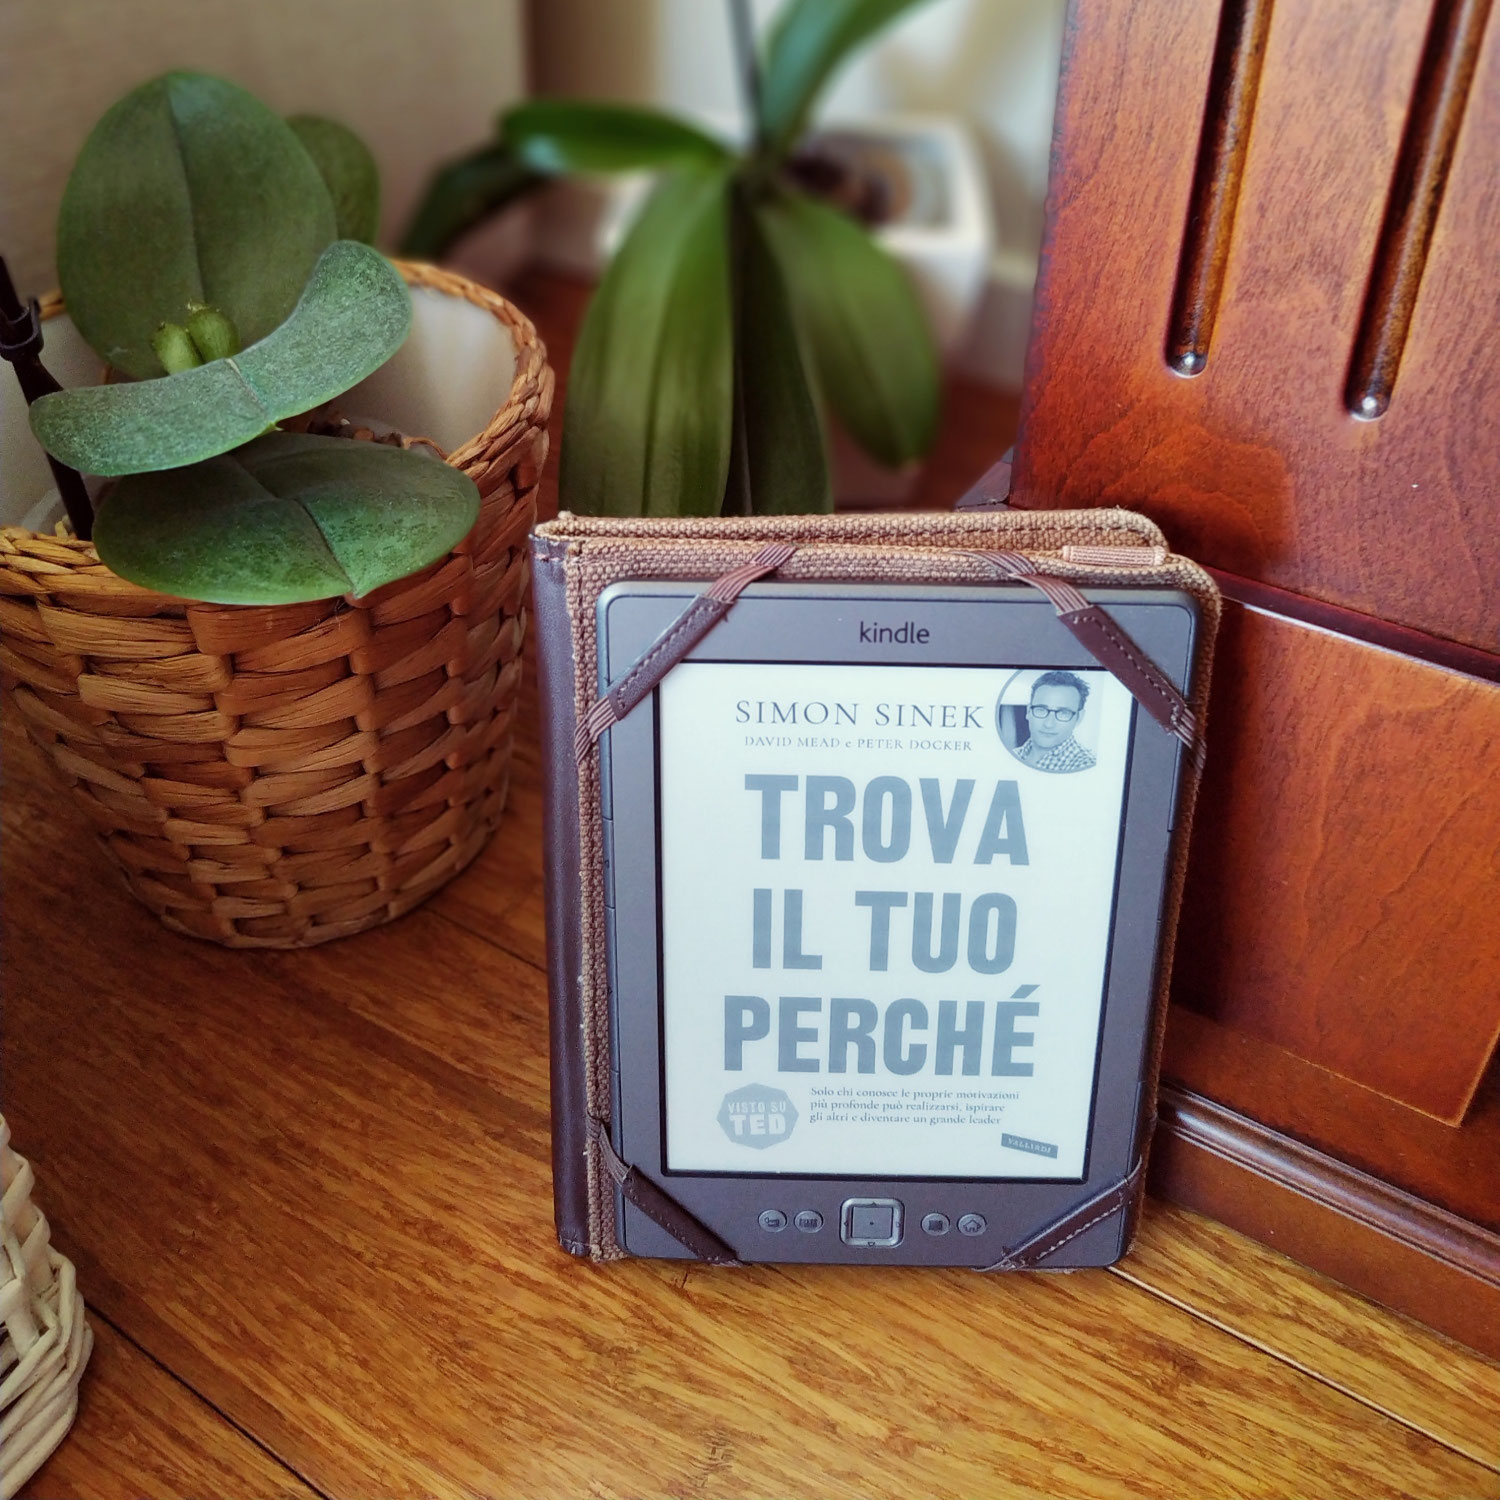 kindle
SIMON SINEK
DAVID MEAD e PETER DOCKER
TROVA
IL TUO
PERCHÉ
VISTO SU
TED
Solo chi conosce le proprie motivazioni
più profonde può realizzarsi, ispirare
gli altri e diventare un grande leader
VALLARDI